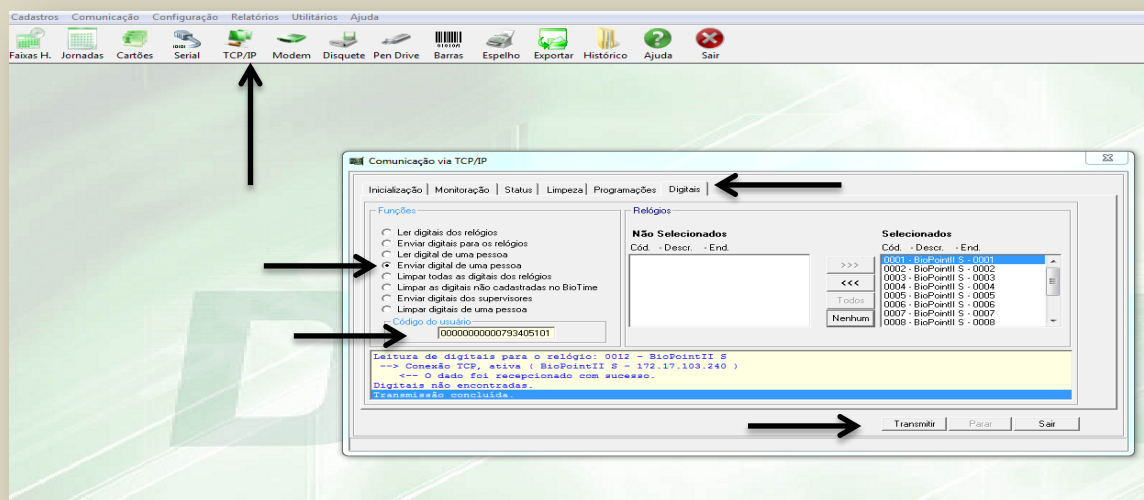 Cadastros Comunicação Configuração Relatórios Utilitários Ajuda
Faixas H. Jornadas Cartões Serial TCP/IP Modem Disquete Pen Drive Barras Espelho Exportar Histórico Ajuda Sair
Comunicação via TCP/IP
Inicialização Monitoração Status Limpeza Programações Digitais
Funções
Ler digitais dos relógios
Enviar digitais para os relógios
Ler digital de uma pessoa
Enviar digital de uma pessoa
Limpar todas as digitais dos relógios
Limpar as digitais não cadastradas no BioTime
Enviar digitais dos supervisores
Limpar digitais de uma pessoa
Código do usuário
00000000000793405101
Relógios
Não Selecionados
Cód. - Descr. - End.
>>>
<<<
Todos
Nenhum
Selecionados
Cód. - Descr. - End.
0001 - BioPointII S - 0001
0002 - BioPointII S - 0002
0003 - BioPointII S - 0003
0004 - BioPointII S - 0004
0005 - BioPointII S - 0005
0006 - BioPointII S - 0006
0007 - BioPointII S - 0007
0008 - BioPointII S - 0008
Leitura de digitais para o relógio: 0012 - BioPointII S
--> Conexão TCP, ativa ( BioPointII S - 172.17.103.240 )
<-- O dado foi recepcionado com sucesso.
Digitais não encontradas.
Transmissão concluída.
Transmitir Parar Sair